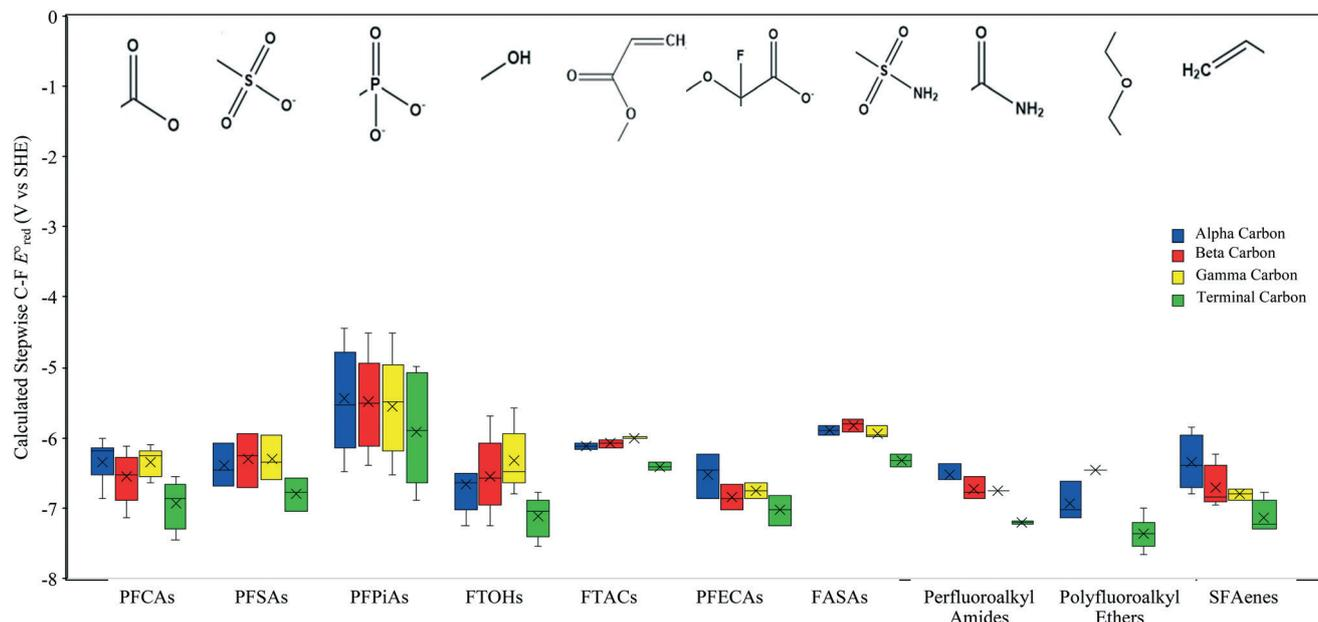 0
-1
-2
-3
-4
-5
-6
-7
-8
Calculated Stepwise C-F E°red (V vs SHE)
O
O
O
S
O
O-
O
P
O-
O-
OH
CH
O
O
F
O
O
O-
O
S
O
NH2
O
NH2
O
H2C
Alpha Carbon
Beta Carbon
Gamma Carbon
Terminal Carbon
PFCAs
PFSAs
PFPiAs
FTOHs
FTACs
PFECAs
FASAs
Perfluoroalkyl
Amides
Polyfluoroalkyl
Ethers
SFAenes